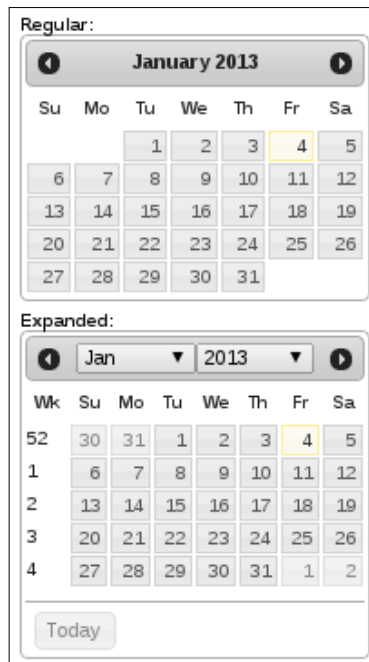 Regular:
January 2013
Su Mo Tu We Th Fr Sa
1 2 3 4 5
6 7 8 9 10 11 12
13 14 15 16 17 18 19
20 21 22 23 24 25 26
27 28 29 30 31
Expanded:
Jan 2013
Wk Su Mo Tu We Th Fr Sa
52 30 31 1 2 3 4 5
1 6 7 8 9 10 11 12
2 13 14 15 16 17 18 19
3 20 21 22 23 24 25 26
4 27 28 29 30 31 1 2
Today